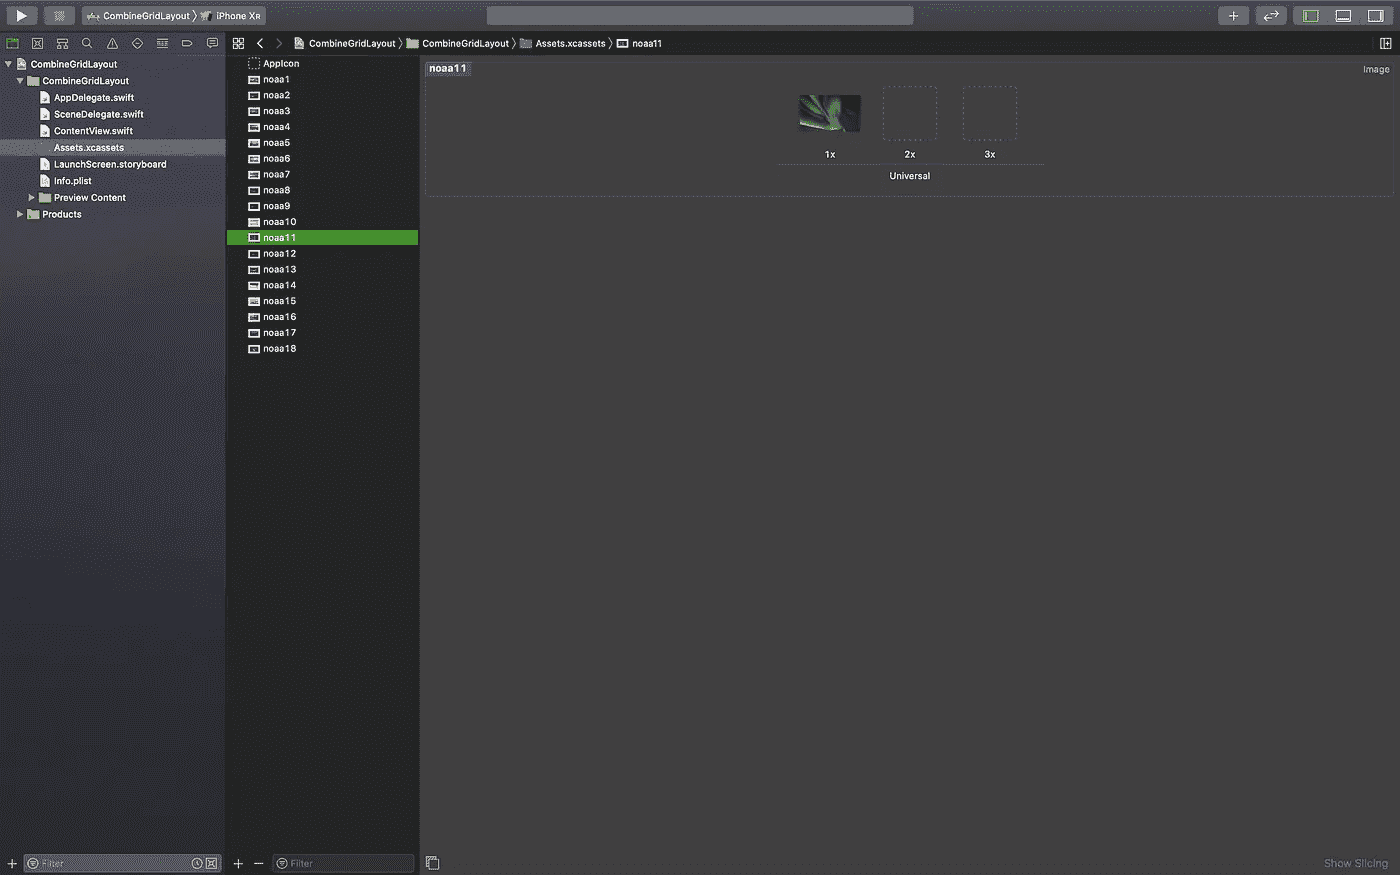 CombineGridLayout iPhone XR
CombineGridLayout CombineGridLayout Assets.xcassets noaa11
CombineGridLayout
CombineGridLayout
AppDelegate.swift
SceneDelegate.swift
ContentView.swift
Assets.xcassets
LaunchScreen.storyboard
Info.plist
Preview Content
Products
Filter
AppIcon
noaa1
noaa2
noaa3
noaa4
noaa5
noaa6
noaa7
noaa8
noaa9
noaa10
noaa11
noaa12
noaa13
noaa14
noaa15
noaa16
noaa17
noaa18
Filter
noaa11
Image
1x 2x 3x
Universal
Show Slicing